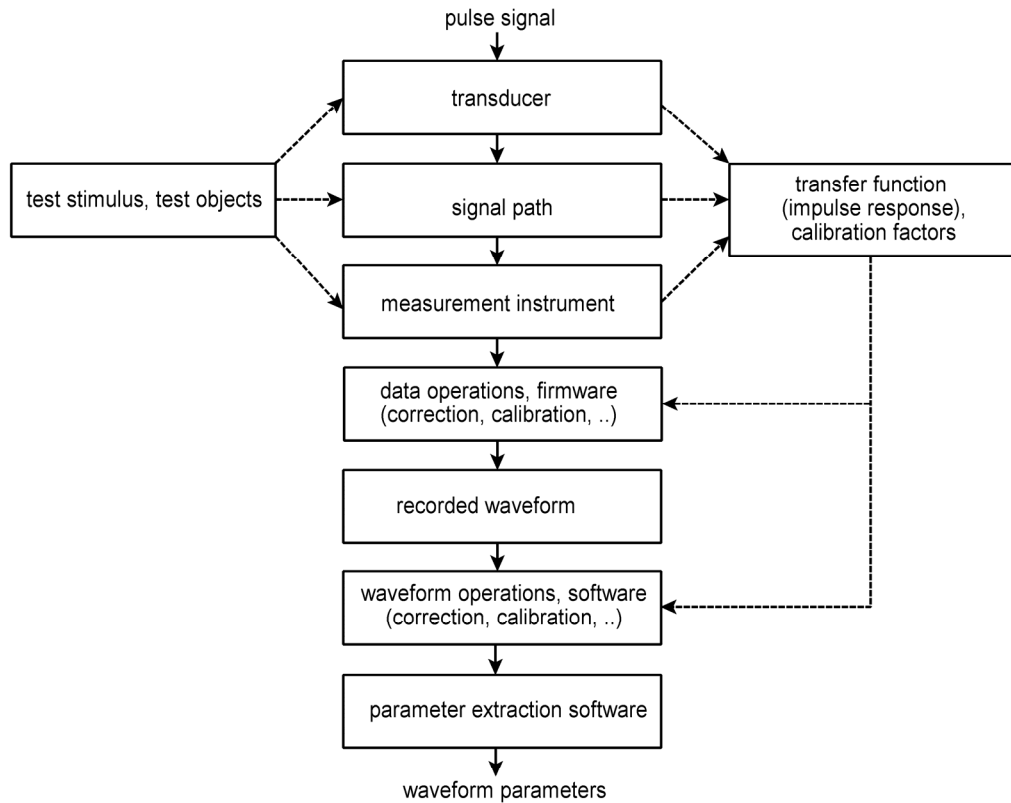 pulse signal
transducer
test stimulus, test objects
signal path
transfer function
(impulse response),
calibration factors
measurement instrument
data operations, firmware
(correction, calibration, ..)
recorded waveform
waveform operations, software
(correction, calibration, ..)
parameter extraction software
waveform parameters